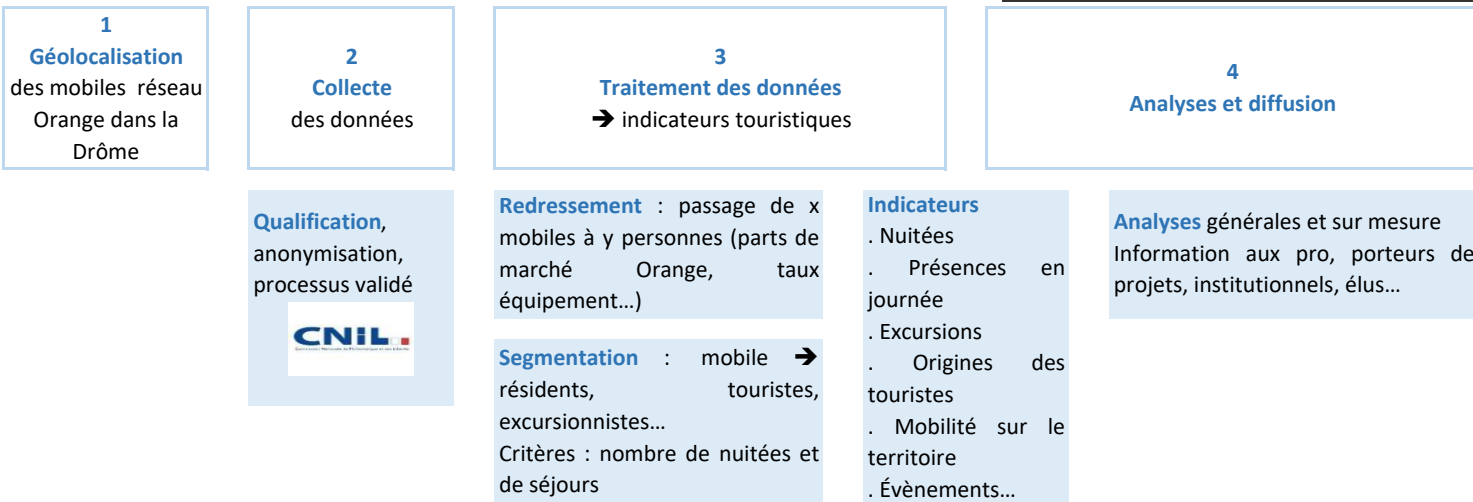 1
Géolocalisation
des mobiles réseau
Orange dans la
Drôme
2
Collecte
des données
3
Traitement des données
➔ indicateurs touristiques
4
Analyses et diffusion
Qualification,
anonymisation,
processus validé
CNIL
Redressement : passage de x
mobiles à y personnes (parts de
marché Orange, taux
équipement…)
Segmentation : mobile ➔
résidents, touristes,
excursionnistes…
Critères : nombre de nuitées et
de séjours
Indicateurs
. Nuitées
. Présences en
journée
. Excursions
. Origines des
touristes
. Mobilité sur le
territoire
. Évènements…
Analyses générales et sur mesure
Information aux pro, porteurs de
projets, institutionnels, élus…